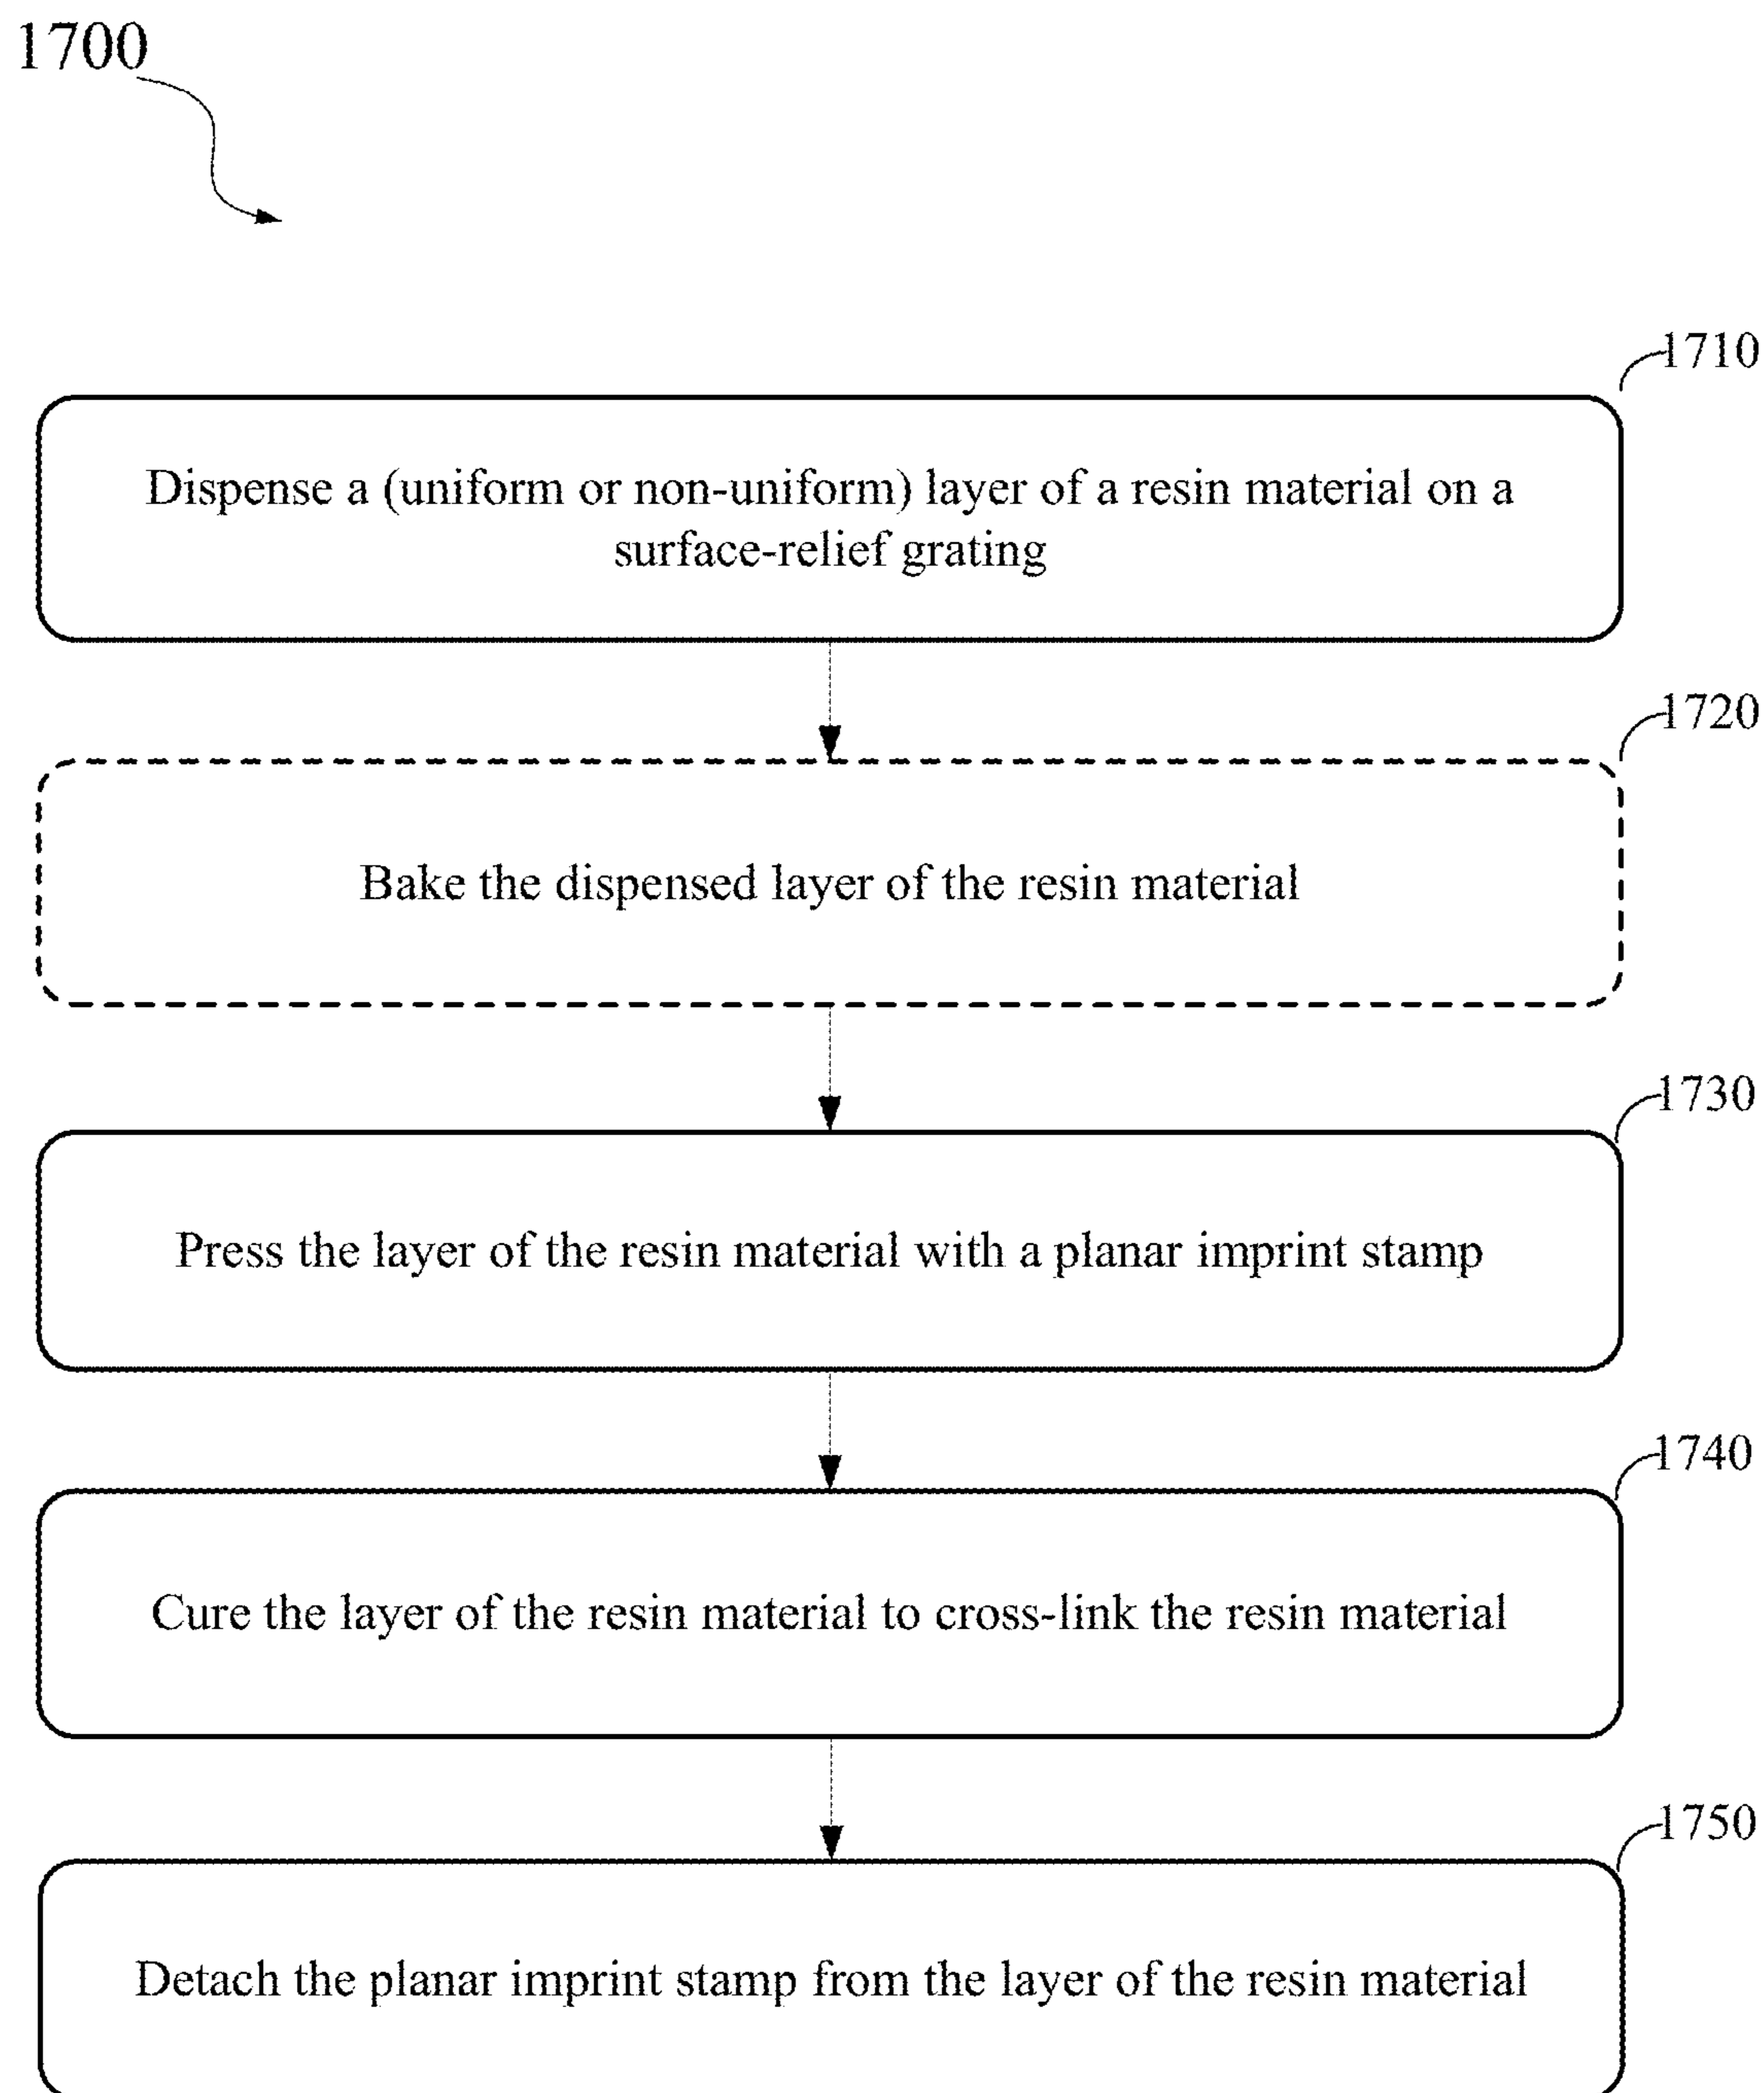 1700
1710
Dispense a (uniform or non-uniform) layer of a resin material on a
surface-relief grating
1720
Bake the dispensed layer of the resin material
1730
Press the layer of the resin material with a planar imprint stamp
1740
Cure the layer of the resin material to cross-link the resin material
1750
Detach the planar imprint stamp from the layer of the resin material